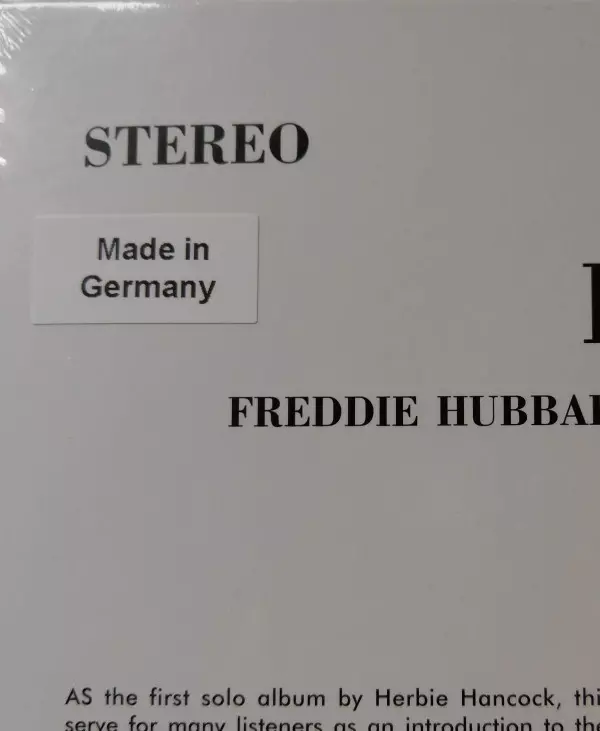 STEREO
Made in
Germany
FREDDIE HUBBA
AS the first solo album by Herbie Hancock, thi
serve for many listeners as an introduction to the